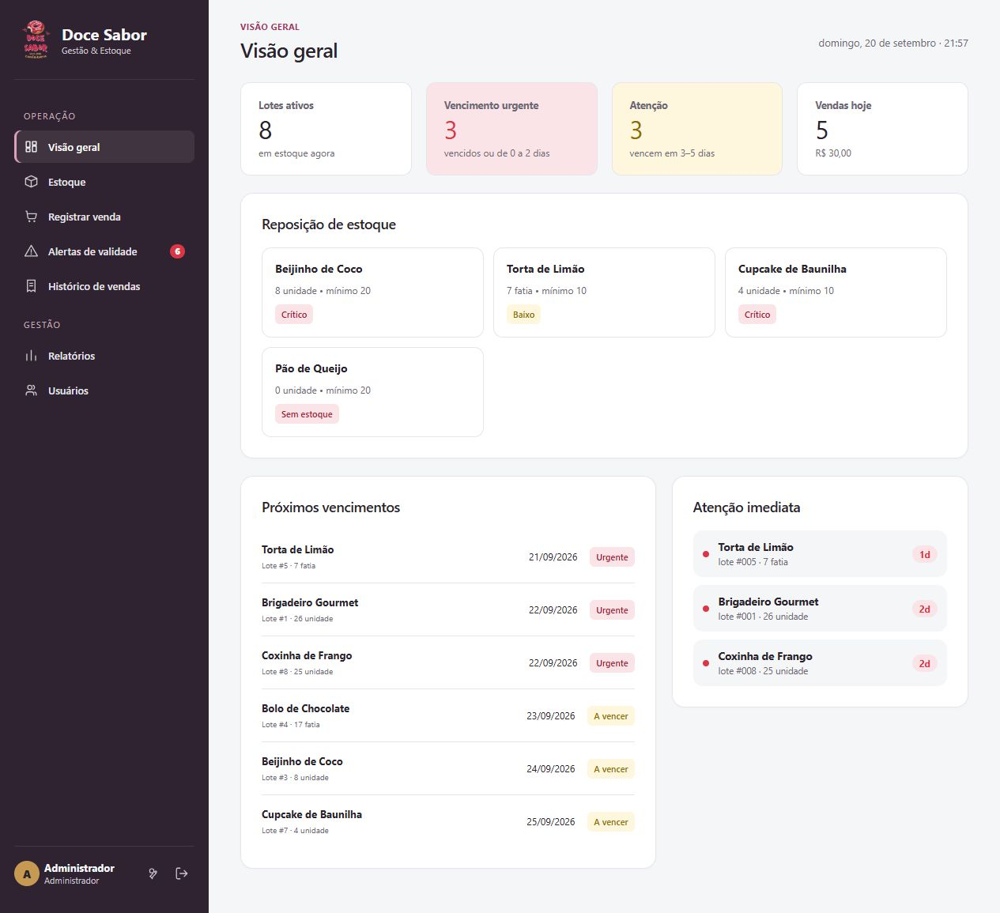 DOCE
SABOR
Doce Sabor
Gestão & Estoque
OPERAÇÃO
Visão geral
Estoque
Registrar venda
Alertas de validade
6
Histórico de vendas
GESTÃO
Relatórios
Usuários
A
Administrador
Administrador
VISÃO GERAL
Visão geral
domingo, 20 de setembro · 21:57
Lotes ativos
8
em estoque agora
Vencimento urgente
3
vencidos ou de 0 a 2 dias
Atenção
3
vencem em 3–5 dias
Vendas hoje
5
R$ 30,00
Reposição de estoque
Beijinho de Coco
8 unidade • mínimo 20
Crítico
Torta de Limão
7 fatia • mínimo 10
Baixo
Cupcake de Baunilha
4 unidade • mínimo 10
Crítico
Pão de Queijo
0 unidade • mínimo 20
Sem estoque
Próximos vencimentos
Torta de Limão
Lote #5 · 7 fatia
21/09/2026
Urgente
Brigadeiro Gourmet
Lote #1 · 26 unidade
22/09/2026
Urgente
Coxinha de Frango
Lote #8 · 25 unidade
22/09/2026
Urgente
Bolo de Chocolate
Lote #4 · 17 fatia
23/09/2026
A vencer
Beijinho de Coco
Lote #3 · 8 unidade
24/09/2026
A vencer
Cupcake de Baunilha
Lote #7 · 4 unidade
25/09/2026
A vencer
Atenção imediata
Torta de Limão
lote #005 · 7 fatia
1d
Brigadeiro Gourmet
lote #001 · 26 unidade
2d
Coxinha de Frango
lote #008 · 25 unidade
2d